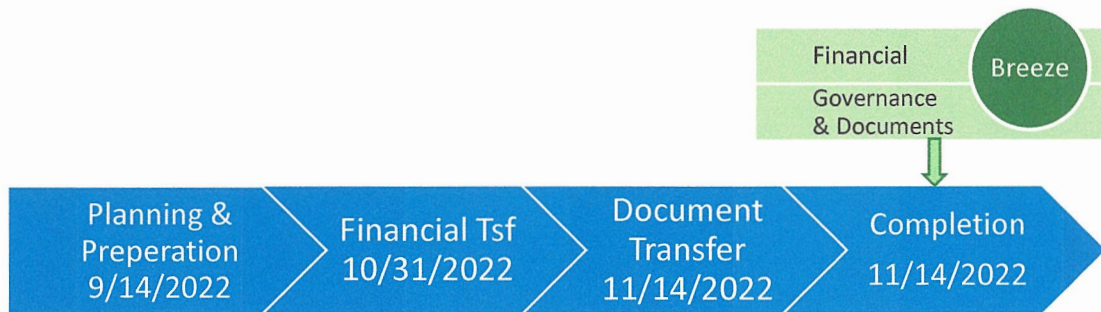 Financial
Breeze
Governance
& Documents
Planning &
Preperation
9/14/2022
Financial Tsf
10/31/2022
Document
Transfer
11/14/2022
Completion
11/14/2022